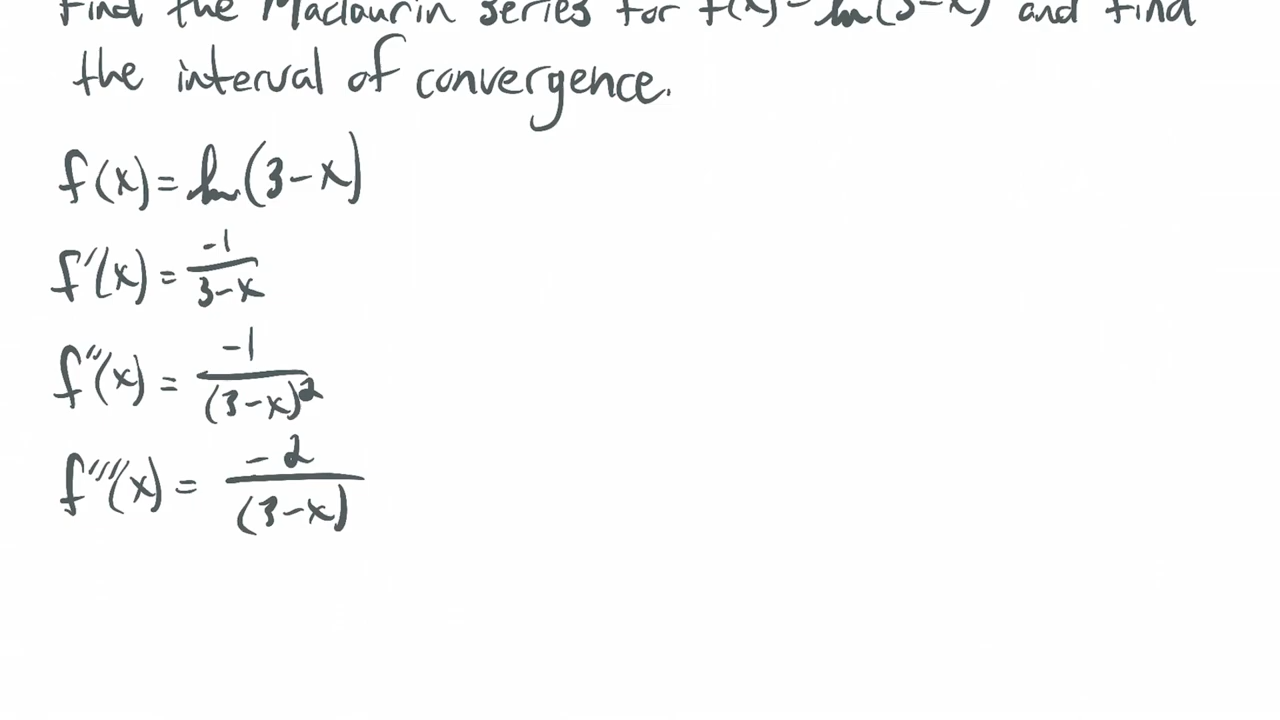 Find the Maclaurin series for f(x) = ln(3-x) and find
the interval of convergence.
f(x) = ln(3-x)
f'(x) = -1/(3-x)
f''(x) = -1/(3-x)^2
f'''(x) = -2/(3-x)